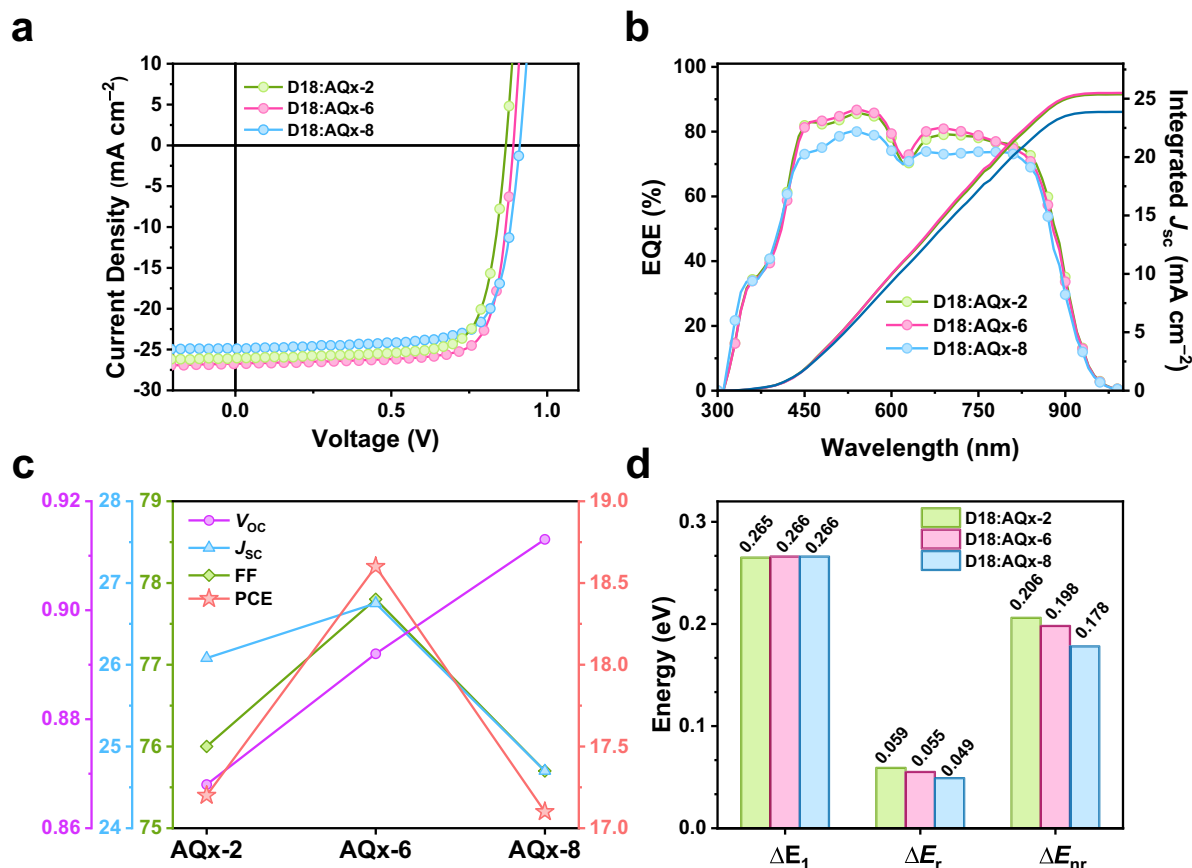 a
10
5
0
-5
-10
-15
-20
-25
-30
Current Density (mA cm⁻²)
D18:AQx-2
D18:AQx-6
D18:AQx-8
0.0
0.5
1.0
Voltage (V)
b
100
80
60
40
20
0
EQE (%)
25
20
15
10
5
0
Integrated Jsc (mA cm⁻²)
D18:AQx-2
D18:AQx-6
D18:AQx-8
300
450
600
750
900
Wavelength (nm)
c
0.92
0.90
0.88
0.86
28
27
26
25
24
79
78
77
76
75
VOC
JSC
FF
PCE
19.0
18.5
18.0
17.5
17.0
AQx-2
AQx-6
AQx-8
d
0.3
0.2
0.1
0.0
Energy (eV)
D18:AQx-2
D18:AQx-6
D18:AQx-8
0.265
0.266
0.266
0.059
0.055
0.049
0.206
0.198
0.178
ΔE₁
ΔEr
ΔEnr